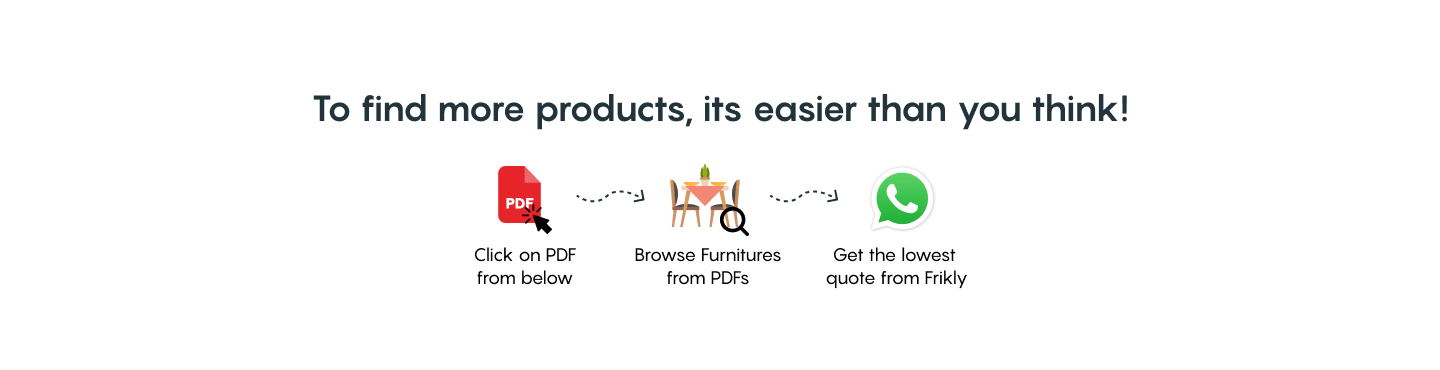 To find more products, its easier than you think!
PDF
Click on PDF
from below
Browse Furnitures
from PDFs
Get the lowest
quote from Frikly